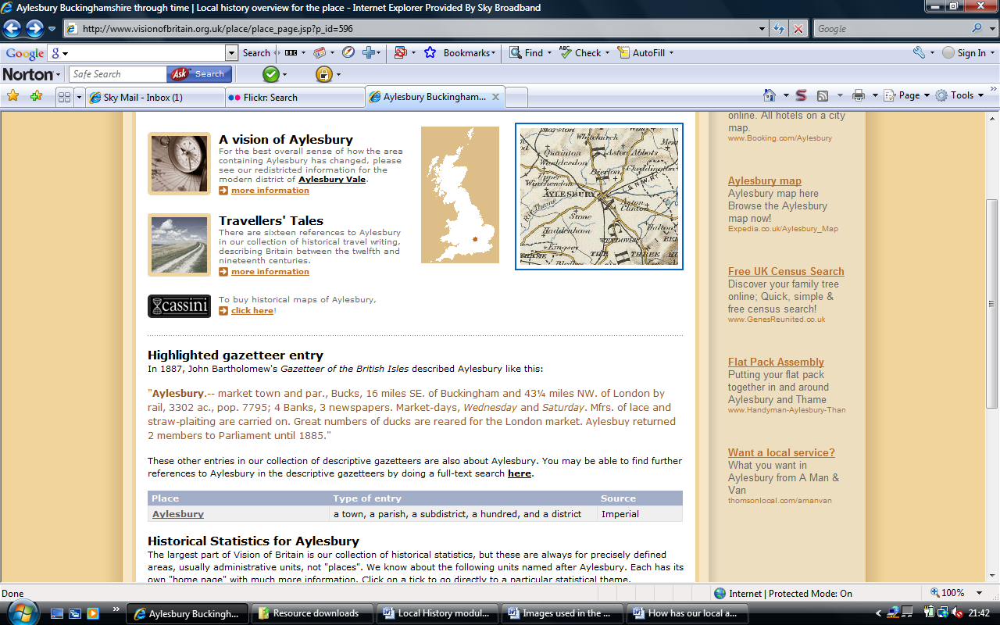 Aylesbury Buckinghamshire through time | Local history overview for the place - Internet Explorer Provided By Sky Broadband
http://www.visionofbritain.org.uk/place/place_page.jsp?p_id=596
Google
Google
Search
BBC
Bookmarks
Find
ABC
Check
AutoFill
Sign In
Norton
Safe Search
Ask
Search
Sky Mail - Inbox (1)
Flickr: Search
Aylesbury Buckingham...
Page
Tools
A vision of Aylesbury
For the best overall sense of how the area
containing Aylesbury has changed, please
see our redistricted information for the
modern district of Aylesbury Vale.
more information
Travellers' Tales
There are sixteen references to Aylesbury
in our collection of historical travel writing,
describing Britain between the twelfth and
nineteenth centuries.
more information
cassini
To buy historical maps of Aylesbury,
click here!
Marston
Whitchurch
Quainton
Aston Abbots
Ment
Waddesdon
Bierton
Cheddington
Upper
Winchendon
L& N.W.RY
AYLESBURY
R. Thame
Aston
Clinton
Stone
Haddenham
Halton
WENDOVER
Kingsey
THAME
THE THREE HI
Bledlow
Highlighted gazetteer entry
In 1887, John Bartholomew's Gazetteer of the British Isles described Aylesbury like this:
"Aylesbury.-- market town and par., Bucks, 16 miles SE. of Buckingham and 43¼ miles NW. of London by
rail, 3302 ac., pop. 7795; 4 Banks, 3 newspapers. Market-days, Wednesday and Saturday. Mfrs. of lace and
straw-plaiting are carried on. Great numbers of ducks are reared for the London market. Aylesbuy returned
2 members to Parliament until 1885."
These other entries in our collection of descriptive gazetteers are also about Aylesbury. You may be able to find further
references to Aylesbury in the descriptive gazetteers by doing a full-text search here.
Place Type of entry Source
Aylesbury a town, a parish, a subdistrict, a hundred, and a district Imperial
Historical Statistics for Aylesbury
The largest part of Vision of Britain is our collection of historical statistics, but these are always for precisely defined
areas, usually administrative units, not "places". We know about the following units named after Aylesbury. Each has its
own "home page" with much more information. Click on a tick to go directly to a particular statistical theme.
online. All hotels on a city
map.
www.Booking.com/Aylesbury
Aylesbury map
Aylesbury map here
Browse the Aylesbury
map now!
Expedia.co.uk/Aylesbury_Map
Free UK Census Search
Discover your family tree
online; Quick, simple &
free census search!
www.GenesReunited.co.uk
Flat Pack Assembly
Putting your flat pack
together in and around
Aylesbury and Thame
www.Handyman-Aylesbury-Than
Want a local service?
What you want in
Aylesbury from A Man &
Van
thomsonlocal.com/amanvan
Done
Internet | Protected Mode: On
100%
Aylesbury Buckingh...
Resource downloads
Local History modul...
Images used in the ...
How has our local a...
21:42